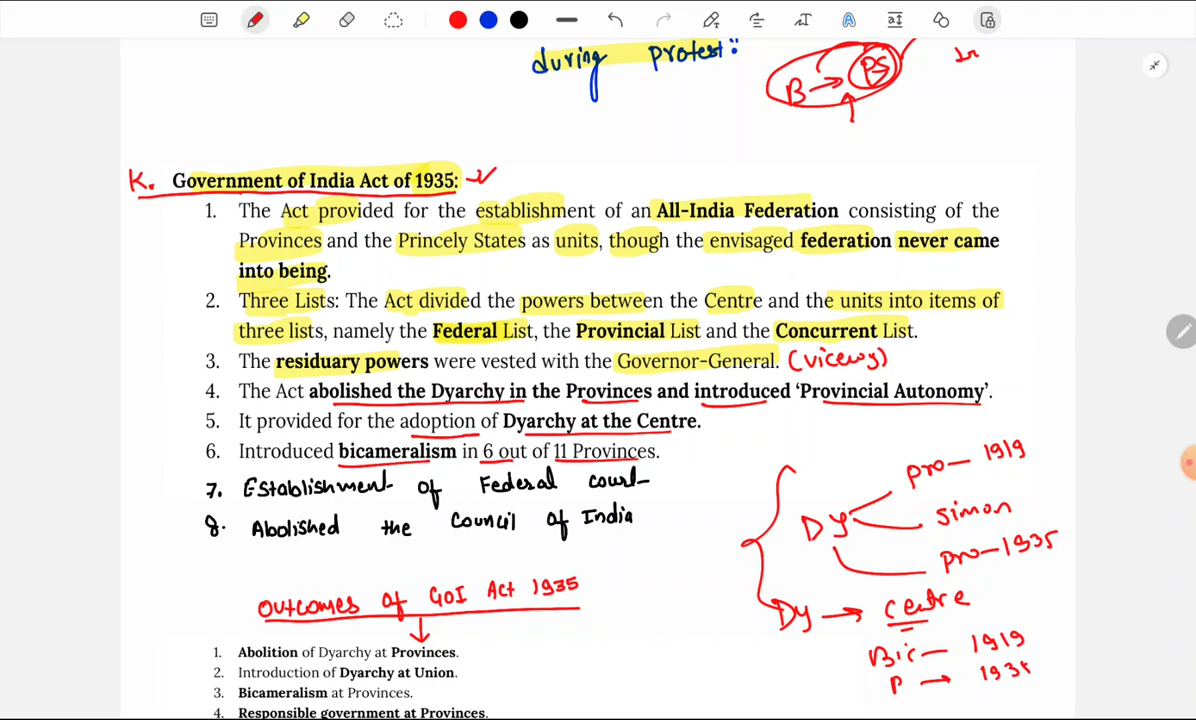 during protest:
B → PS
K. Government of India Act of 1935:
1. The Act provided for the establishment of an All-India Federation consisting of the
Provinces and the Princely States as units, though the envisaged federation never came
into being.
2. Three Lists: The Act divided the powers between the Centre and the units into items of
three lists, namely the Federal List, the Provincial List and the Concurrent List.
3. The residuary powers were vested with the Governor-General. (viceroy)
4. The Act abolished the Dyarchy in the Provinces and introduced ‘Provincial Autonomy’.
5. It provided for the adoption of Dyarchy at the Centre.
6. Introduced bicameralism in 6 out of 11 Provinces.
7. Establishment of Federal court
8. Abolished the Council of India
Dy
pro - 1919
simon
pro - 1935
Dy → centre
Bic - 1919
P → 193
Outcomes of GOI Act 1935
1. Abolition of Dyarchy at Provinces.
2. Introduction of Dyarchy at Union.
3. Bicameralism at Provinces.
4. Responsible government at Provinces.